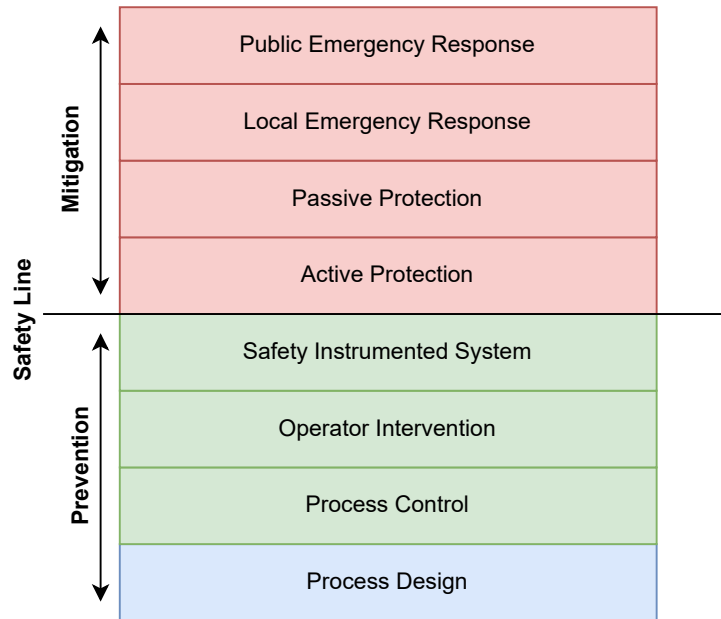 Public Emergency Response
Local Emergency Response
Mitigation
Passive Protection
Active Protection
Safety Line
Safety Instrumented System
Operator Intervention
Prevention
Process Control
Process Design